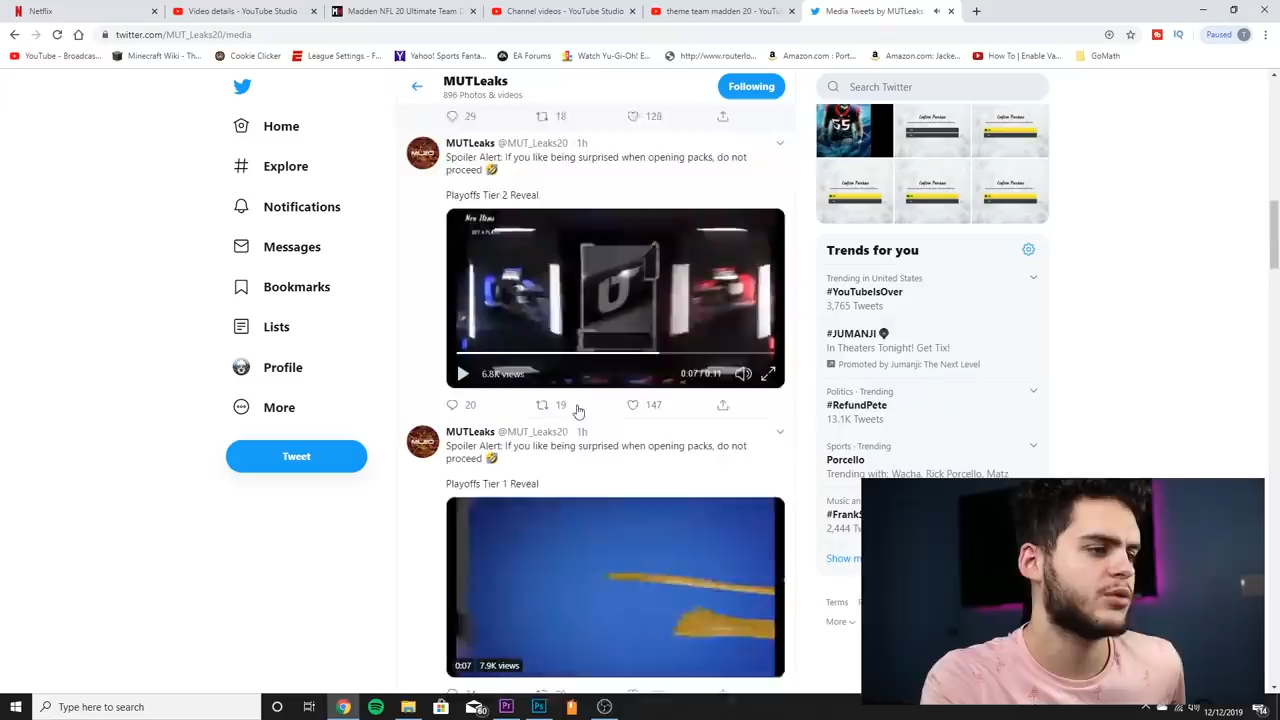 Netflix
Video details - YouTube Studio
Madden NFL 20 Ultimate Team D
Channel videos - YouTube Studio
theme team madden 20 - YouT
Media Tweets by MUTLeaks
twitter.com/MUT_Leaks20/media
Paused
T
YouTube - Broadcas...
Minecraft Wiki - Th...
Cookie Clicker
League Settings - F...
Yahoo! Sports Fanta...
EA Forums
Watch Yu-Gi-Oh! E...
http://www.routerlo...
Amazon.com : Port...
Amazon.com: Jacke...
How To | Enable Va...
GoMath
MUTLeaks
896 Photos & videos
Following
Search Twitter
Home
Explore
Notifications
Messages
Bookmarks
Lists
Profile
More
Tweet
29
18
128
MUTLeaks @MUT_Leaks20 1h
Spoiler Alert: If you like being surprised when opening packs, do not
proceed 🤣
Playoffs Tier 2 Reveal
New Items
6.8K views
0:07 / 0:11
20
19
147
MUTLeaks @MUT_Leaks20 1h
Spoiler Alert: If you like being surprised when opening packs, do not
proceed 🤣
Playoffs Tier 1 Reveal
0:07
7.9K views
Trends for you
Trending in United States
#YouTubeIsOver
3,765 Tweets
#JUMANJI
In Theaters Tonight! Get Tix!
Promoted by Jumanji: The Next Level
Politics · Trending
#RefundPete
13.1K Tweets
Sports · Trending
Porcello
Trending with: Wacha, Rick Porcello, Matz
Music an
#FrankS
2,444 Tw
Show m
Terms
More
Type here to search
60
12/12/2019